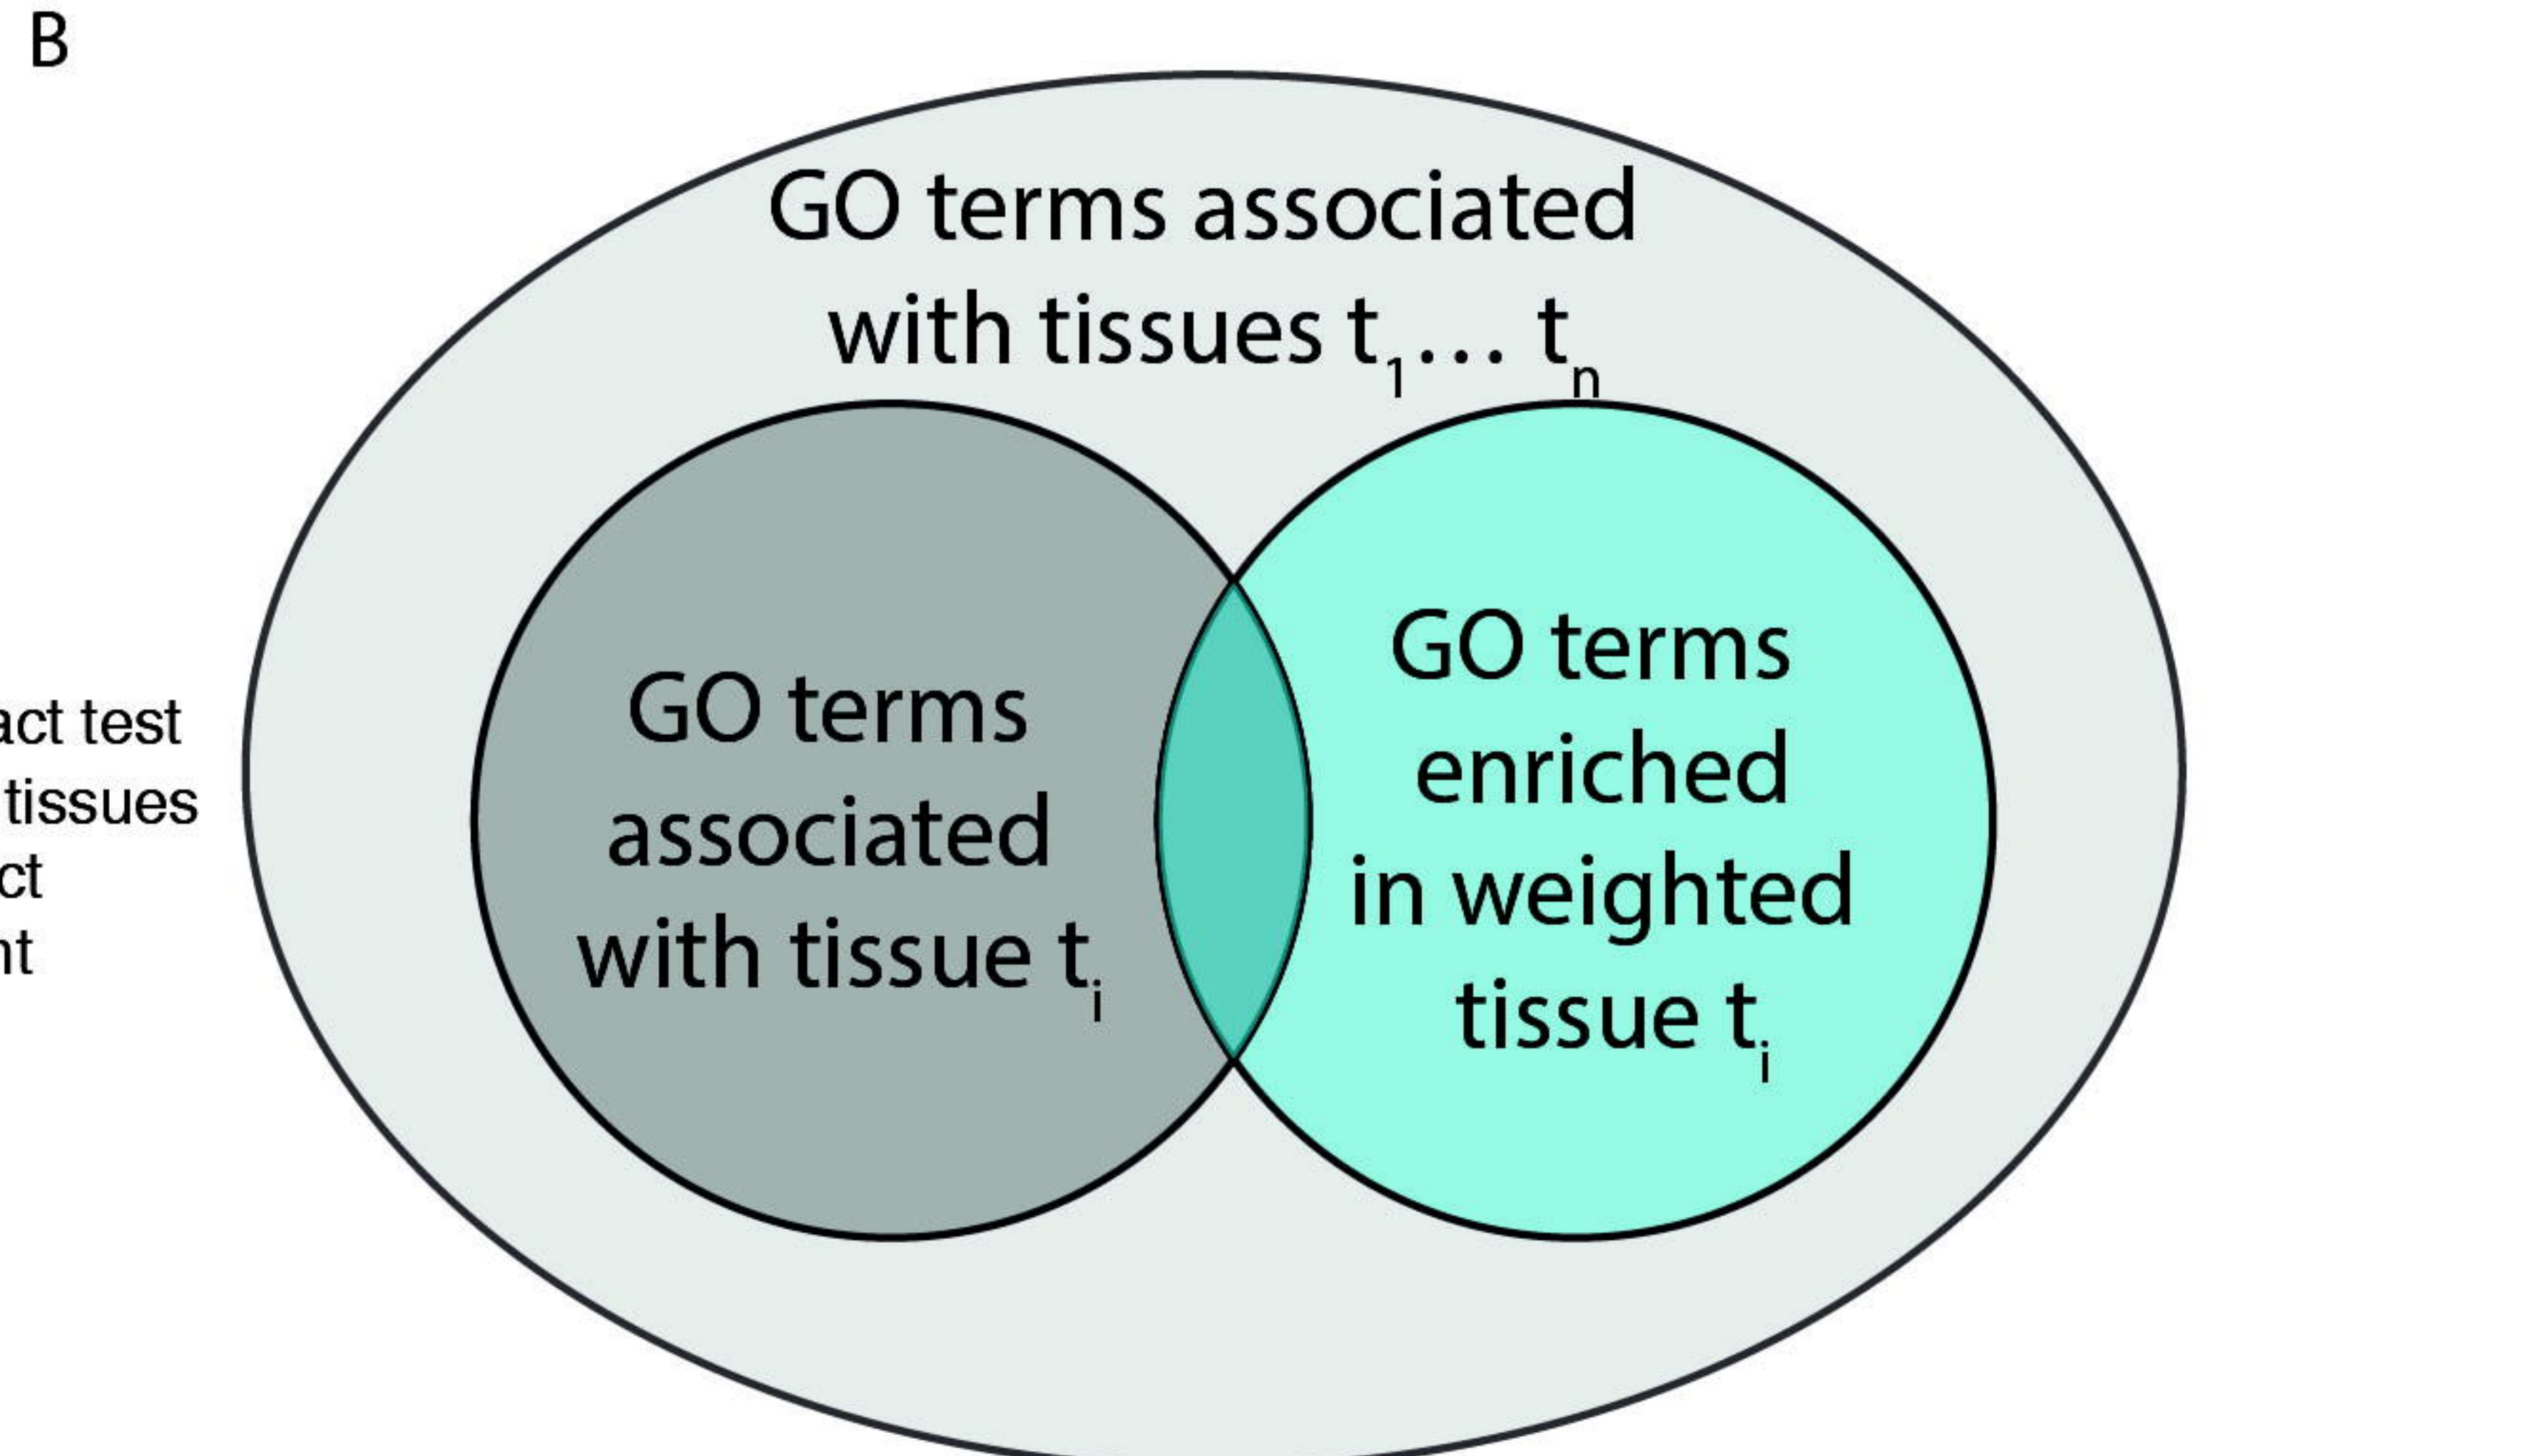 B
GO terms associated
with tissues t₁… tₙ
GO terms
associated
with tissue tᵢ
GO terms
enriched
in weighted
tissue tᵢ
act test
tissues
ct
nt